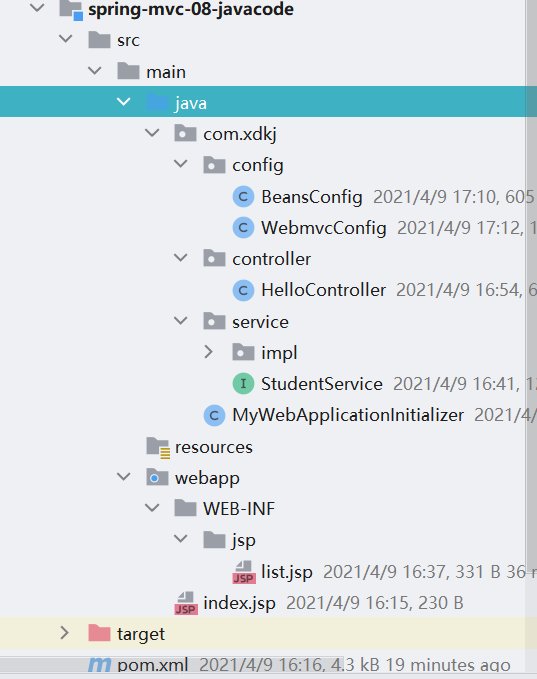 spring-mvc-08-javacode
src
main
java
com.xdkj
config
BeansConfig 2021/4/9 17:10, 605
WebmvcConfig 2021/4/9 17:12, 1
controller
HelloController 2021/4/9 16:54, 6
service
impl
I StudentService 2021/4/9 16:41, 1
C MyWebApplicationInitializer 2021/4/
resources
webapp
WEB-INF
jsp
JSP list.jsp 2021/4/9 16:37, 331 B 36
JSP index.jsp 2021/4/9 16:15, 230 B
target
m pom.xml 2021/4/9 16:16, 4.3 kB 19 minutes ago